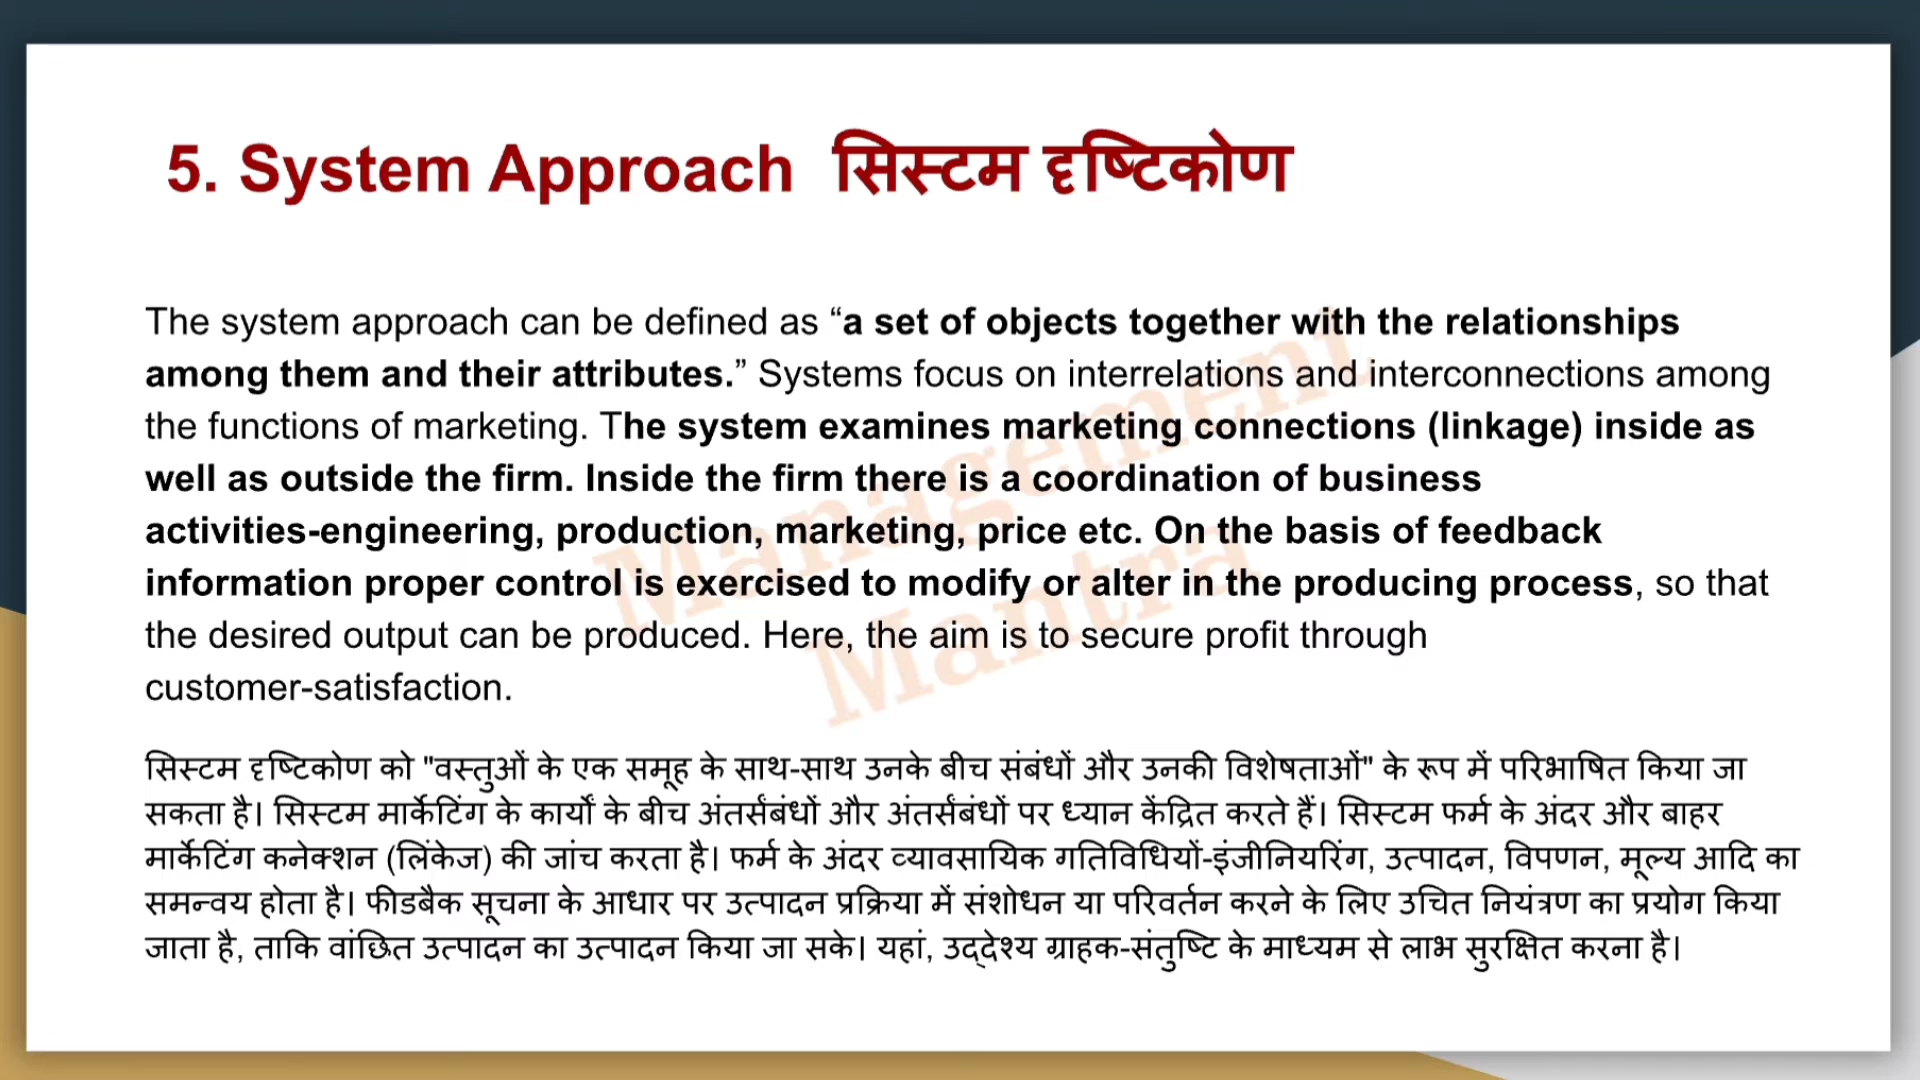 5. System Approach सिस्टम दृष्टिकोण
The system approach can be defined as “a set of objects together with the relationships
among them and their attributes.” Systems focus on interrelations and interconnections among
the functions of marketing. The system examines marketing connections (linkage) inside as
well as outside the firm. Inside the firm there is a coordination of business
activities-engineering, production, marketing, price etc. On the basis of feedback
information proper control is exercised to modify or alter in the producing process, so that
the desired output can be produced. Here, the aim is to secure profit through
customer-satisfaction.
सिस्टम दृष्टिकोण को "वस्तुओं के एक समूह के साथ-साथ उनके बीच संबंधों और उनकी विशेषताओं" के रूप में परिभाषित किया जा
सकता है। सिस्टम मार्केटिंग के कार्यों के बीच अंतर्संबंधों और अंतर्संबंधों पर ध्यान केंद्रित करते हैं। सिस्टम फर्म के अंदर और बाहर
मार्केटिंग कनेक्शन (लिंकेज) की जांच करता है। फर्म के अंदर व्यावसायिक गतिविधियों-इंजीनियरिंग, उत्पादन, विपणन, मूल्य आदि का
समन्वय होता है। फीडबैक सूचना के आधार पर उत्पादन प्रक्रिया में संशोधन या परिवर्तन करने के लिए उचित नियंत्रण का प्रयोग किया
जाता है, ताकि वांछित उत्पादन का उत्पादन किया जा सके। यहां, उद्देश्य ग्राहक-संतुष्टि के माध्यम से लाभ सुरक्षित करना है।
Management
Mantra